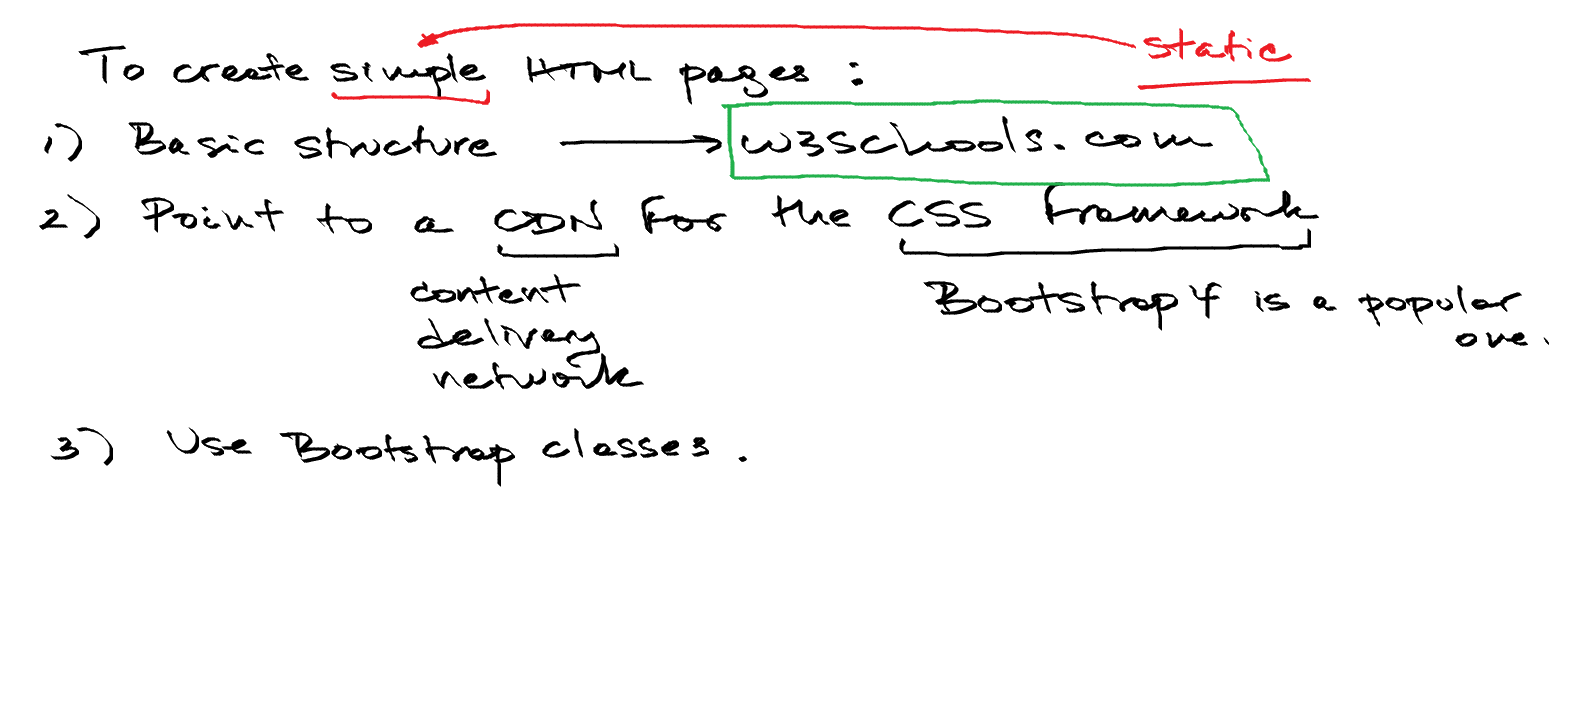 static
To create simple HTML pages :
1) Basic structure → w3schools.com
2) Point to a CDN for the CSS framework
content
delivery
network
Bootstrap 4 is a popular
one.
3) Use Bootstrap classes.